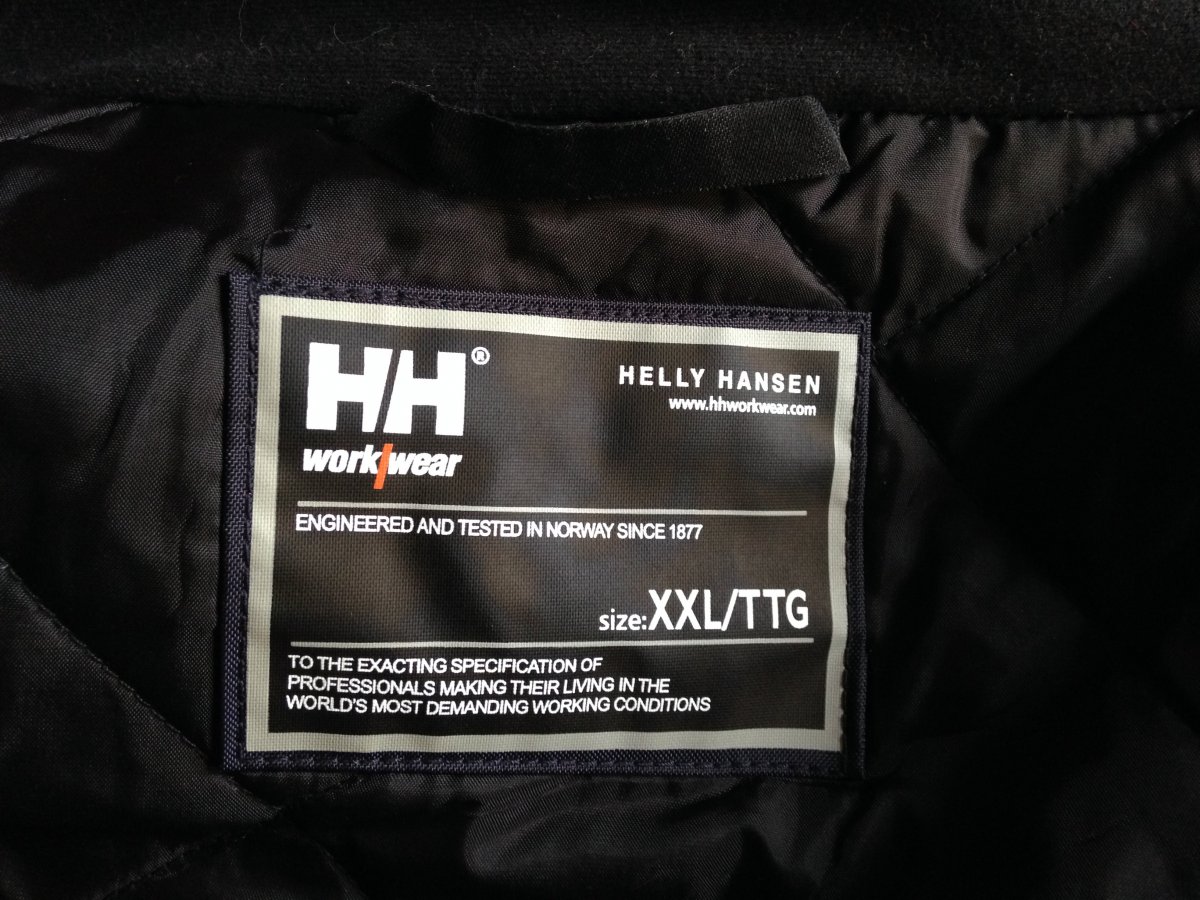 HH®
HELLY HANSEN
www.hhworkwear.com
work/wear
ENGINEERED AND TESTED IN NORWAY SINCE 1877
size:XXL/TTG
TO THE EXACTING SPECIFICATION OF
PROFESSIONALS MAKING THEIR LIVING IN THE
WORLD'S MOST DEMANDING WORKING CONDITIONS